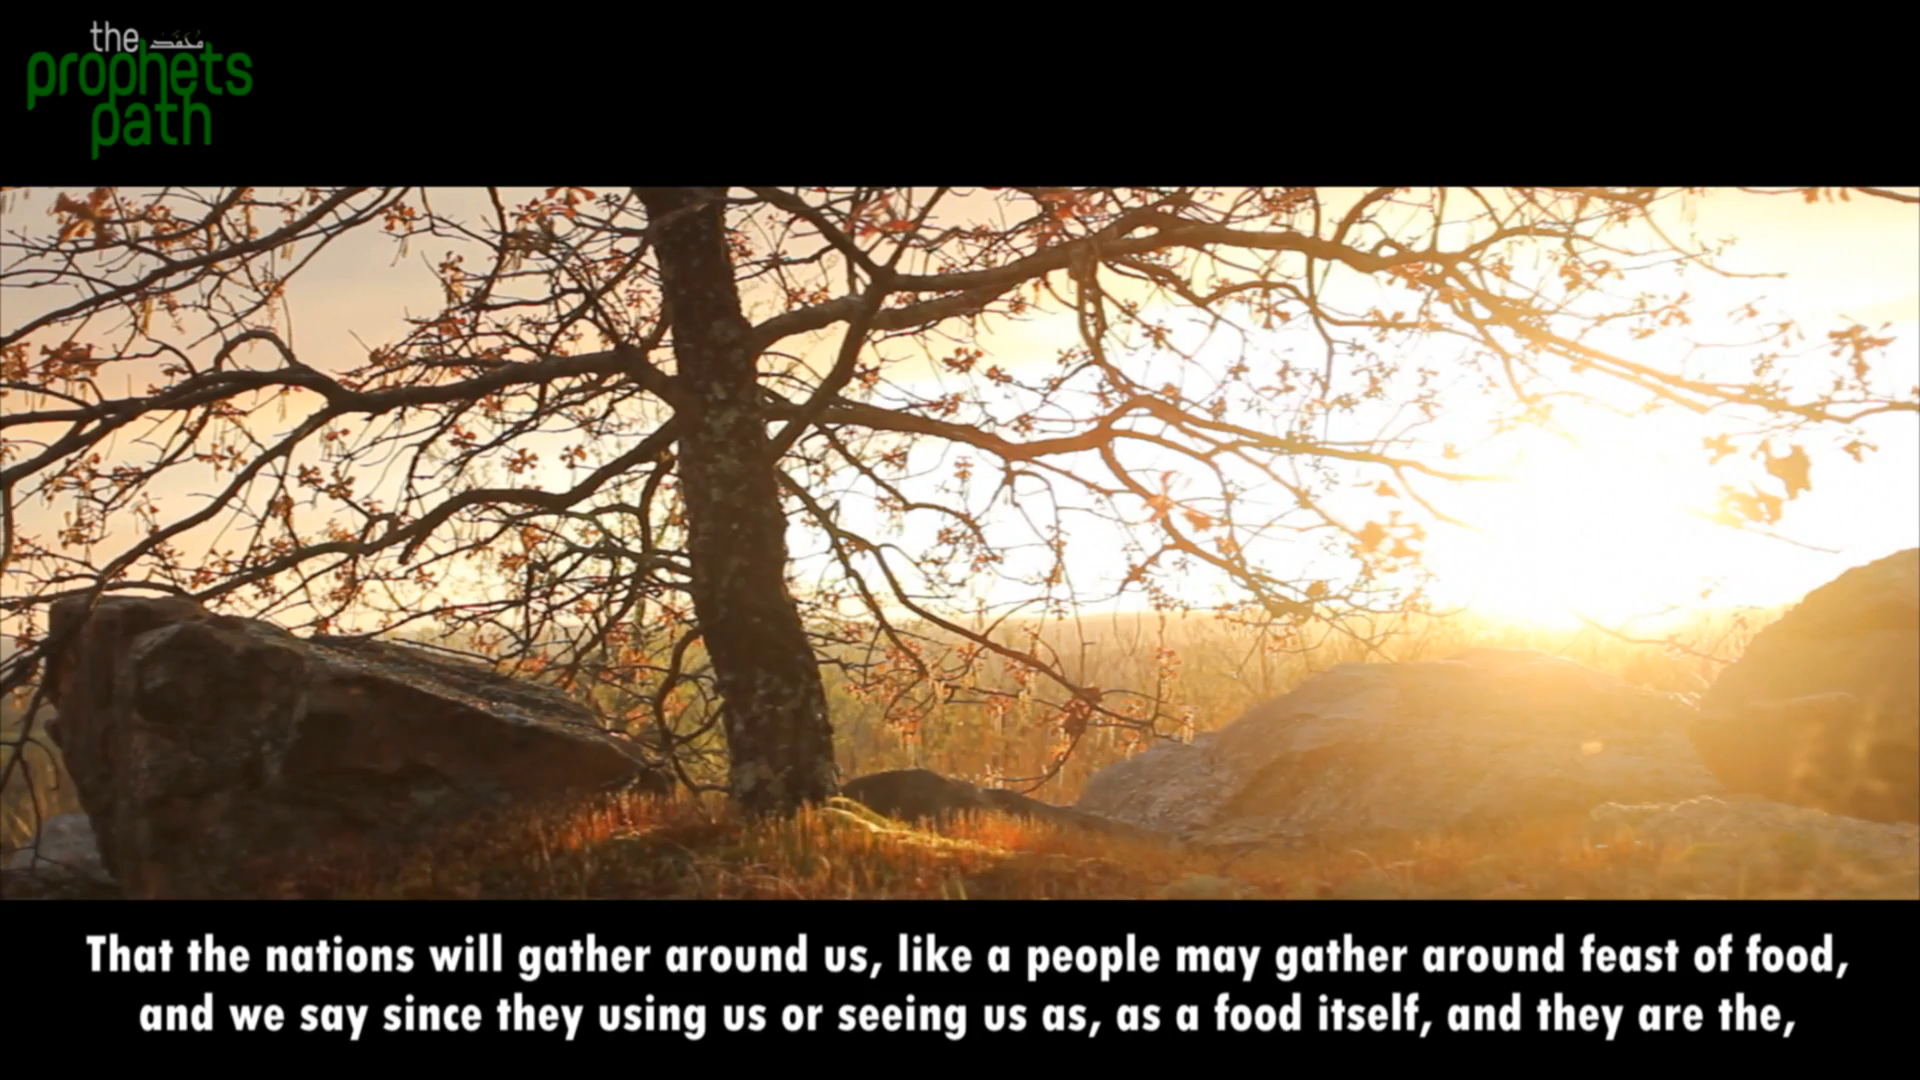 the مُحَمَّد
prophets
path
That the nations will gather around us, like a people may gather around feast of food,
and we say since they using us or seeing us as, as a food itself, and they are the,